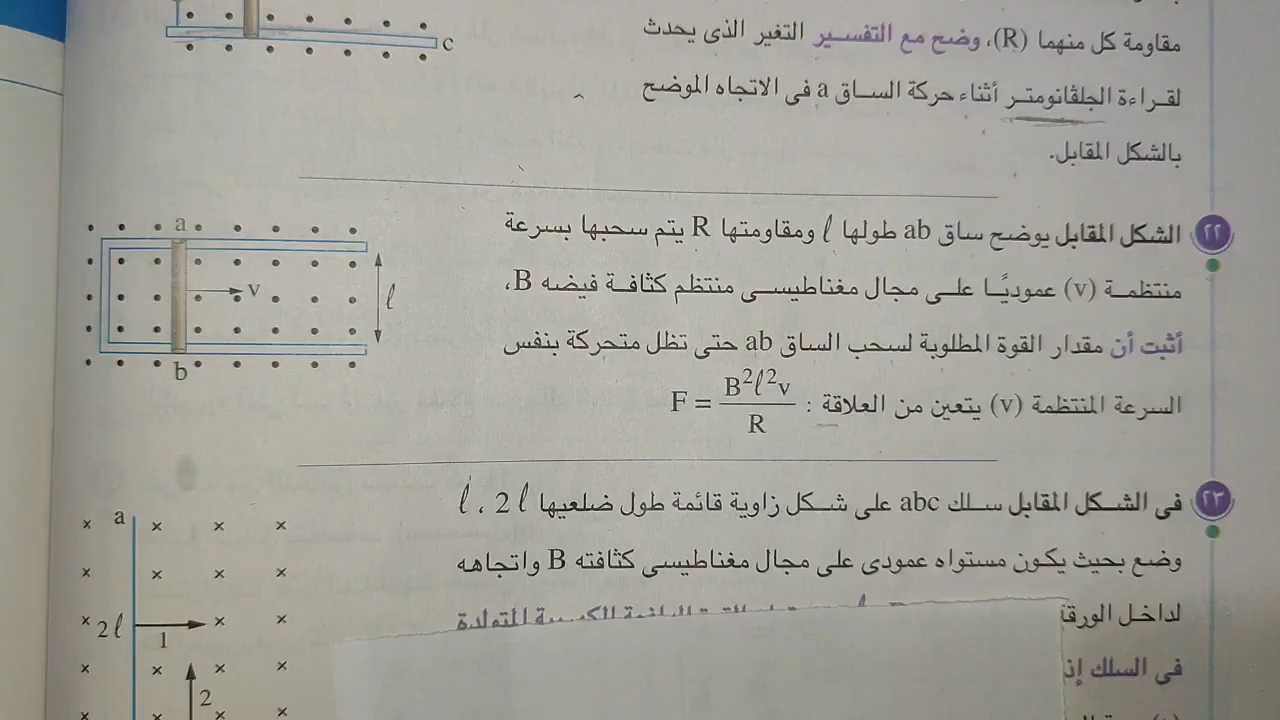 c
مقاومة كل منهما (R)، وضح مع التفسير التغير الذى يحدث
لقراءة الجلڤانومتر أثناء حركة الساق a فى الاتجاه الموضح
بالشكل المقابل.
٢٢ الشكل المقابل يوضح ساق ab طولها ℓ ومقاومتها R يتم سحبها بسرعة
منتظمة (v) عموديًا على مجال مغناطيسى منتظم كثافة فيضه B،
أثبت أن مقدار القوة المطلوبة لسحب الساق ab حتى تظل متحركة بنفس
السرعة المنتظمة (v) يتعين من العلاقة : F = B²ℓ²v / R
a
v
ℓ
b
٢٣ فى الشكل المقابل سلك abc على شكل زاوية قائمة طول ضلعيها ℓ ، 2ℓ
وضع بحيث يكون مستواه عمودى على مجال مغناطيسى كثافته B واتجاهه
لداخل الورقة
الكهربية المتولدة
فى السلك
a
2ℓ
1
2